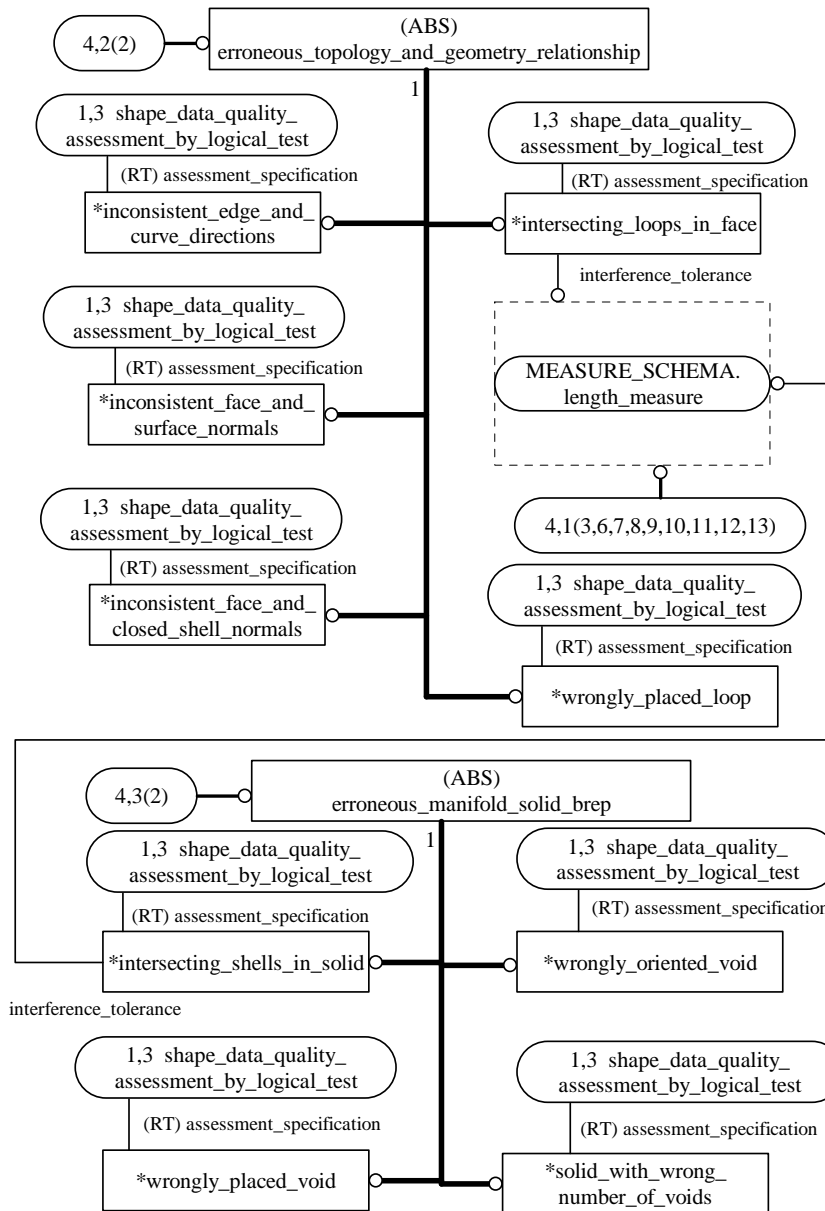 (ABS)
4,2(2)
erroneous_topology_and_geometry_relationship
1
1,3 shape_data_quality_
assessment_by_logical_test
(RT) assessment_specification
*inconsistent_edge_and_
curve_directions
1,3 shape_data_quality_
assessment_by_logical_test
(RT) assessment_specification
*intersecting_loops_in_face
interference_tolerance
1,3 shape_data_quality_
assessment_by_logical_test
(RT) assessment_specification
*inconsistent_face_and_
surface_normals
MEASURE_SCHEMA.
length_measure
4,1(3,6,7,8,9,10,11,12,13)
1,3 shape_data_quality_
assessment_by_logical_test
(RT) assessment_specification
*inconsistent_face_and_
closed_shell_normals
1,3 shape_data_quality_
assessment_by_logical_test
(RT) assessment_specification
*wrongly_placed_loop
(ABS)
4,3(2)
erroneous_manifold_solid_brep
1
1,3 shape_data_quality_
assessment_by_logical_test
(RT) assessment_specification
*intersecting_shells_in_solid
interference_tolerance
1,3 shape_data_quality_
assessment_by_logical_test
(RT) assessment_specification
*wrongly_oriented_void
1,3 shape_data_quality_
assessment_by_logical_test
(RT) assessment_specification
*wrongly_placed_void
1,3 shape_data_quality_
assessment_by_logical_test
(RT) assessment_specification
*solid_with_wrong_
number_of_voids